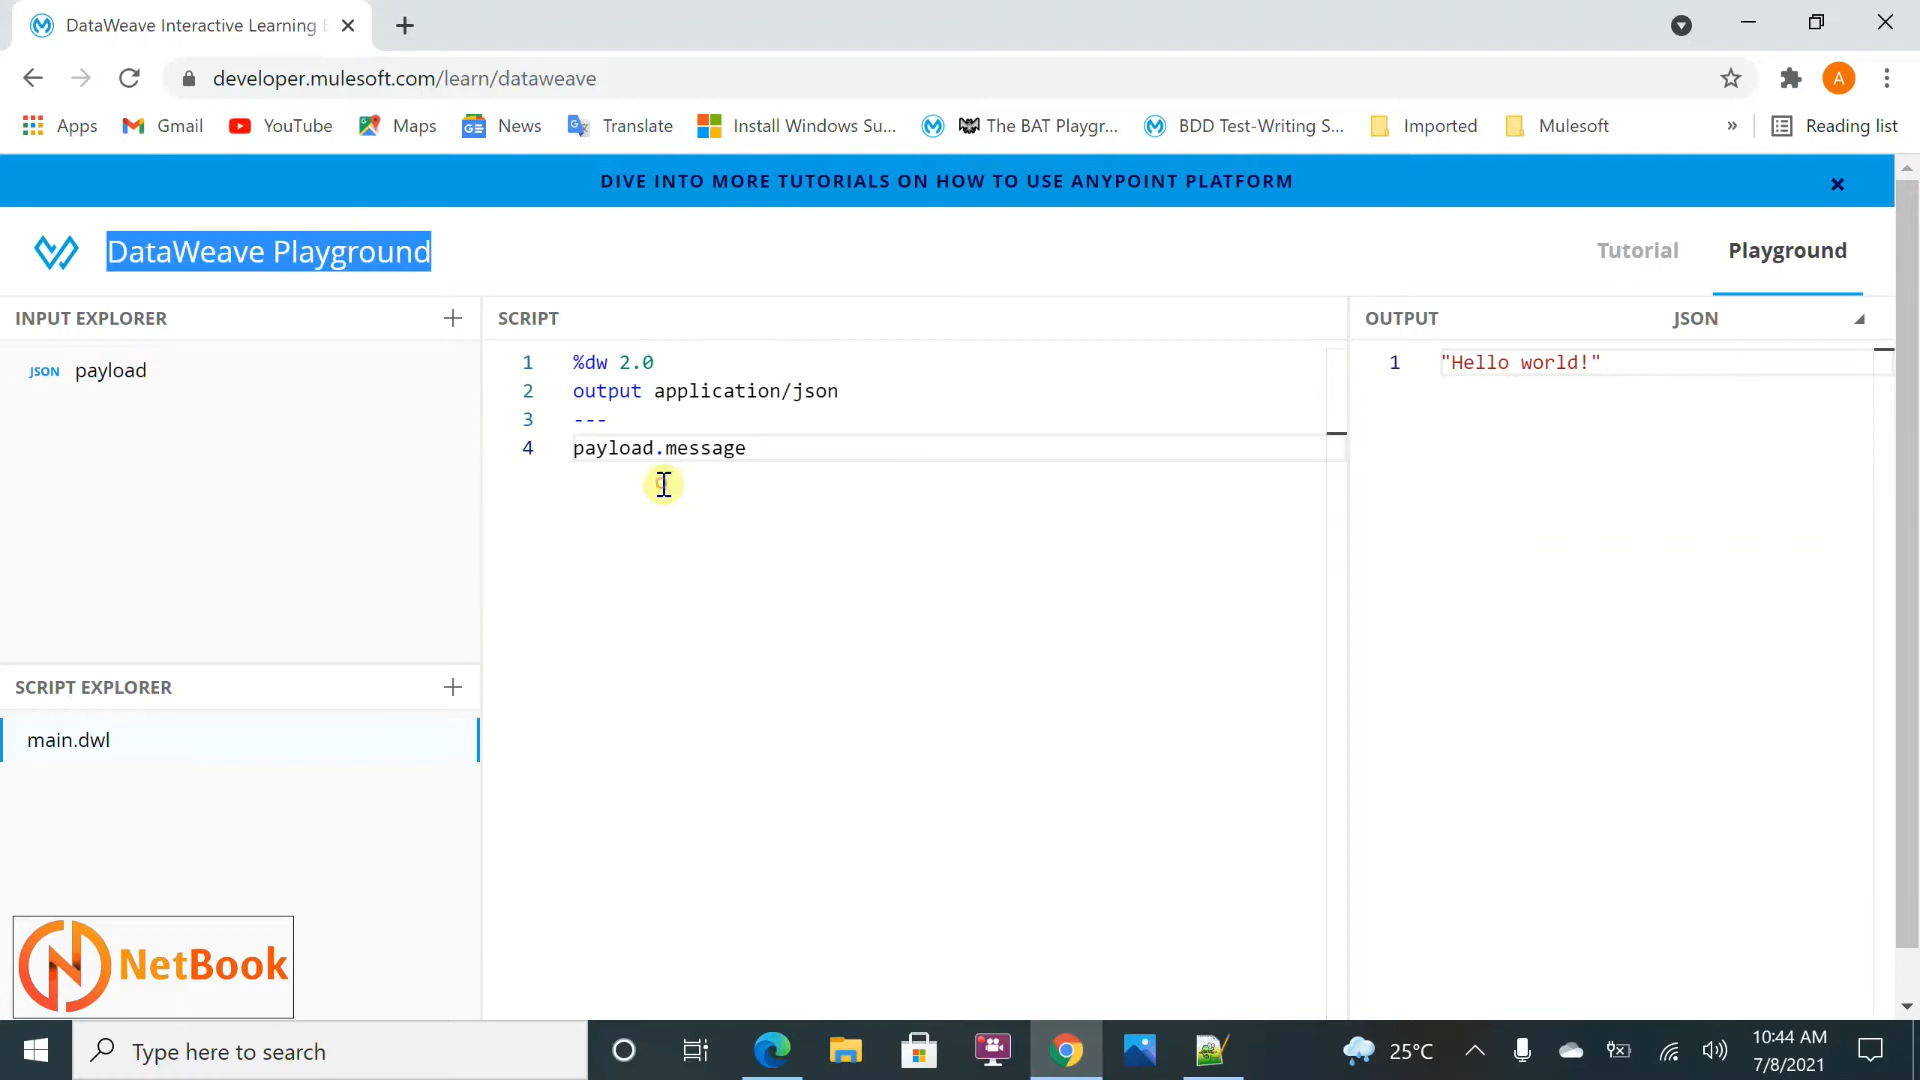 DataWeave Interactive Learning
developer.mulesoft.com/learn/dataweave
A
Apps
Gmail
YouTube
Maps
News
Translate
Install Windows Su...
The BAT Playgr...
BDD Test-Writing S...
Imported
Mulesoft
»
Reading list
DIVE INTO MORE TUTORIALS ON HOW TO USE ANYPOINT PLATFORM
DataWeave Playground
Tutorial
Playground
INPUT EXPLORER
SCRIPT
OUTPUT
JSON
JSON payload
1 %dw 2.0
2 output application/json
3 ---
4 payload.message
1 "Hello world!"
SCRIPT EXPLORER
main.dwl
NetBook
Type here to search
25°C
10:44 AM
7/8/2021